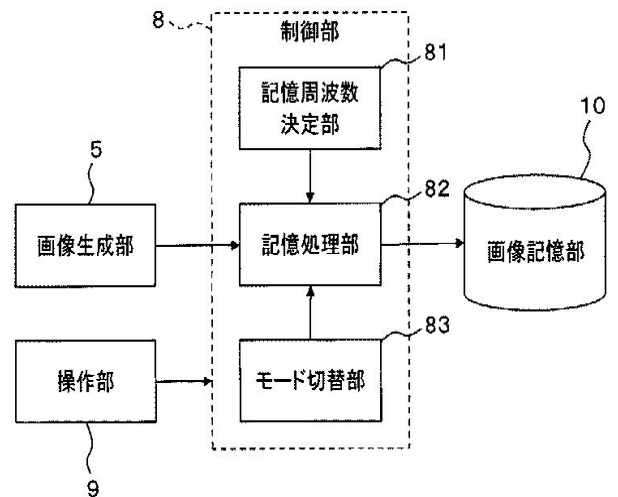 8
制御部
81
記憶周波数
決定部
10
5
82
画像生成部
記憶処理部
画像記憶部
83
操作部
モード切替部
9